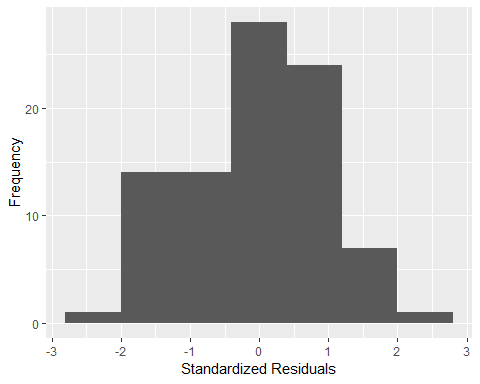 Frequency
20
10
0
-3 -2 -1 0 1 2 3
Standardized Residuals